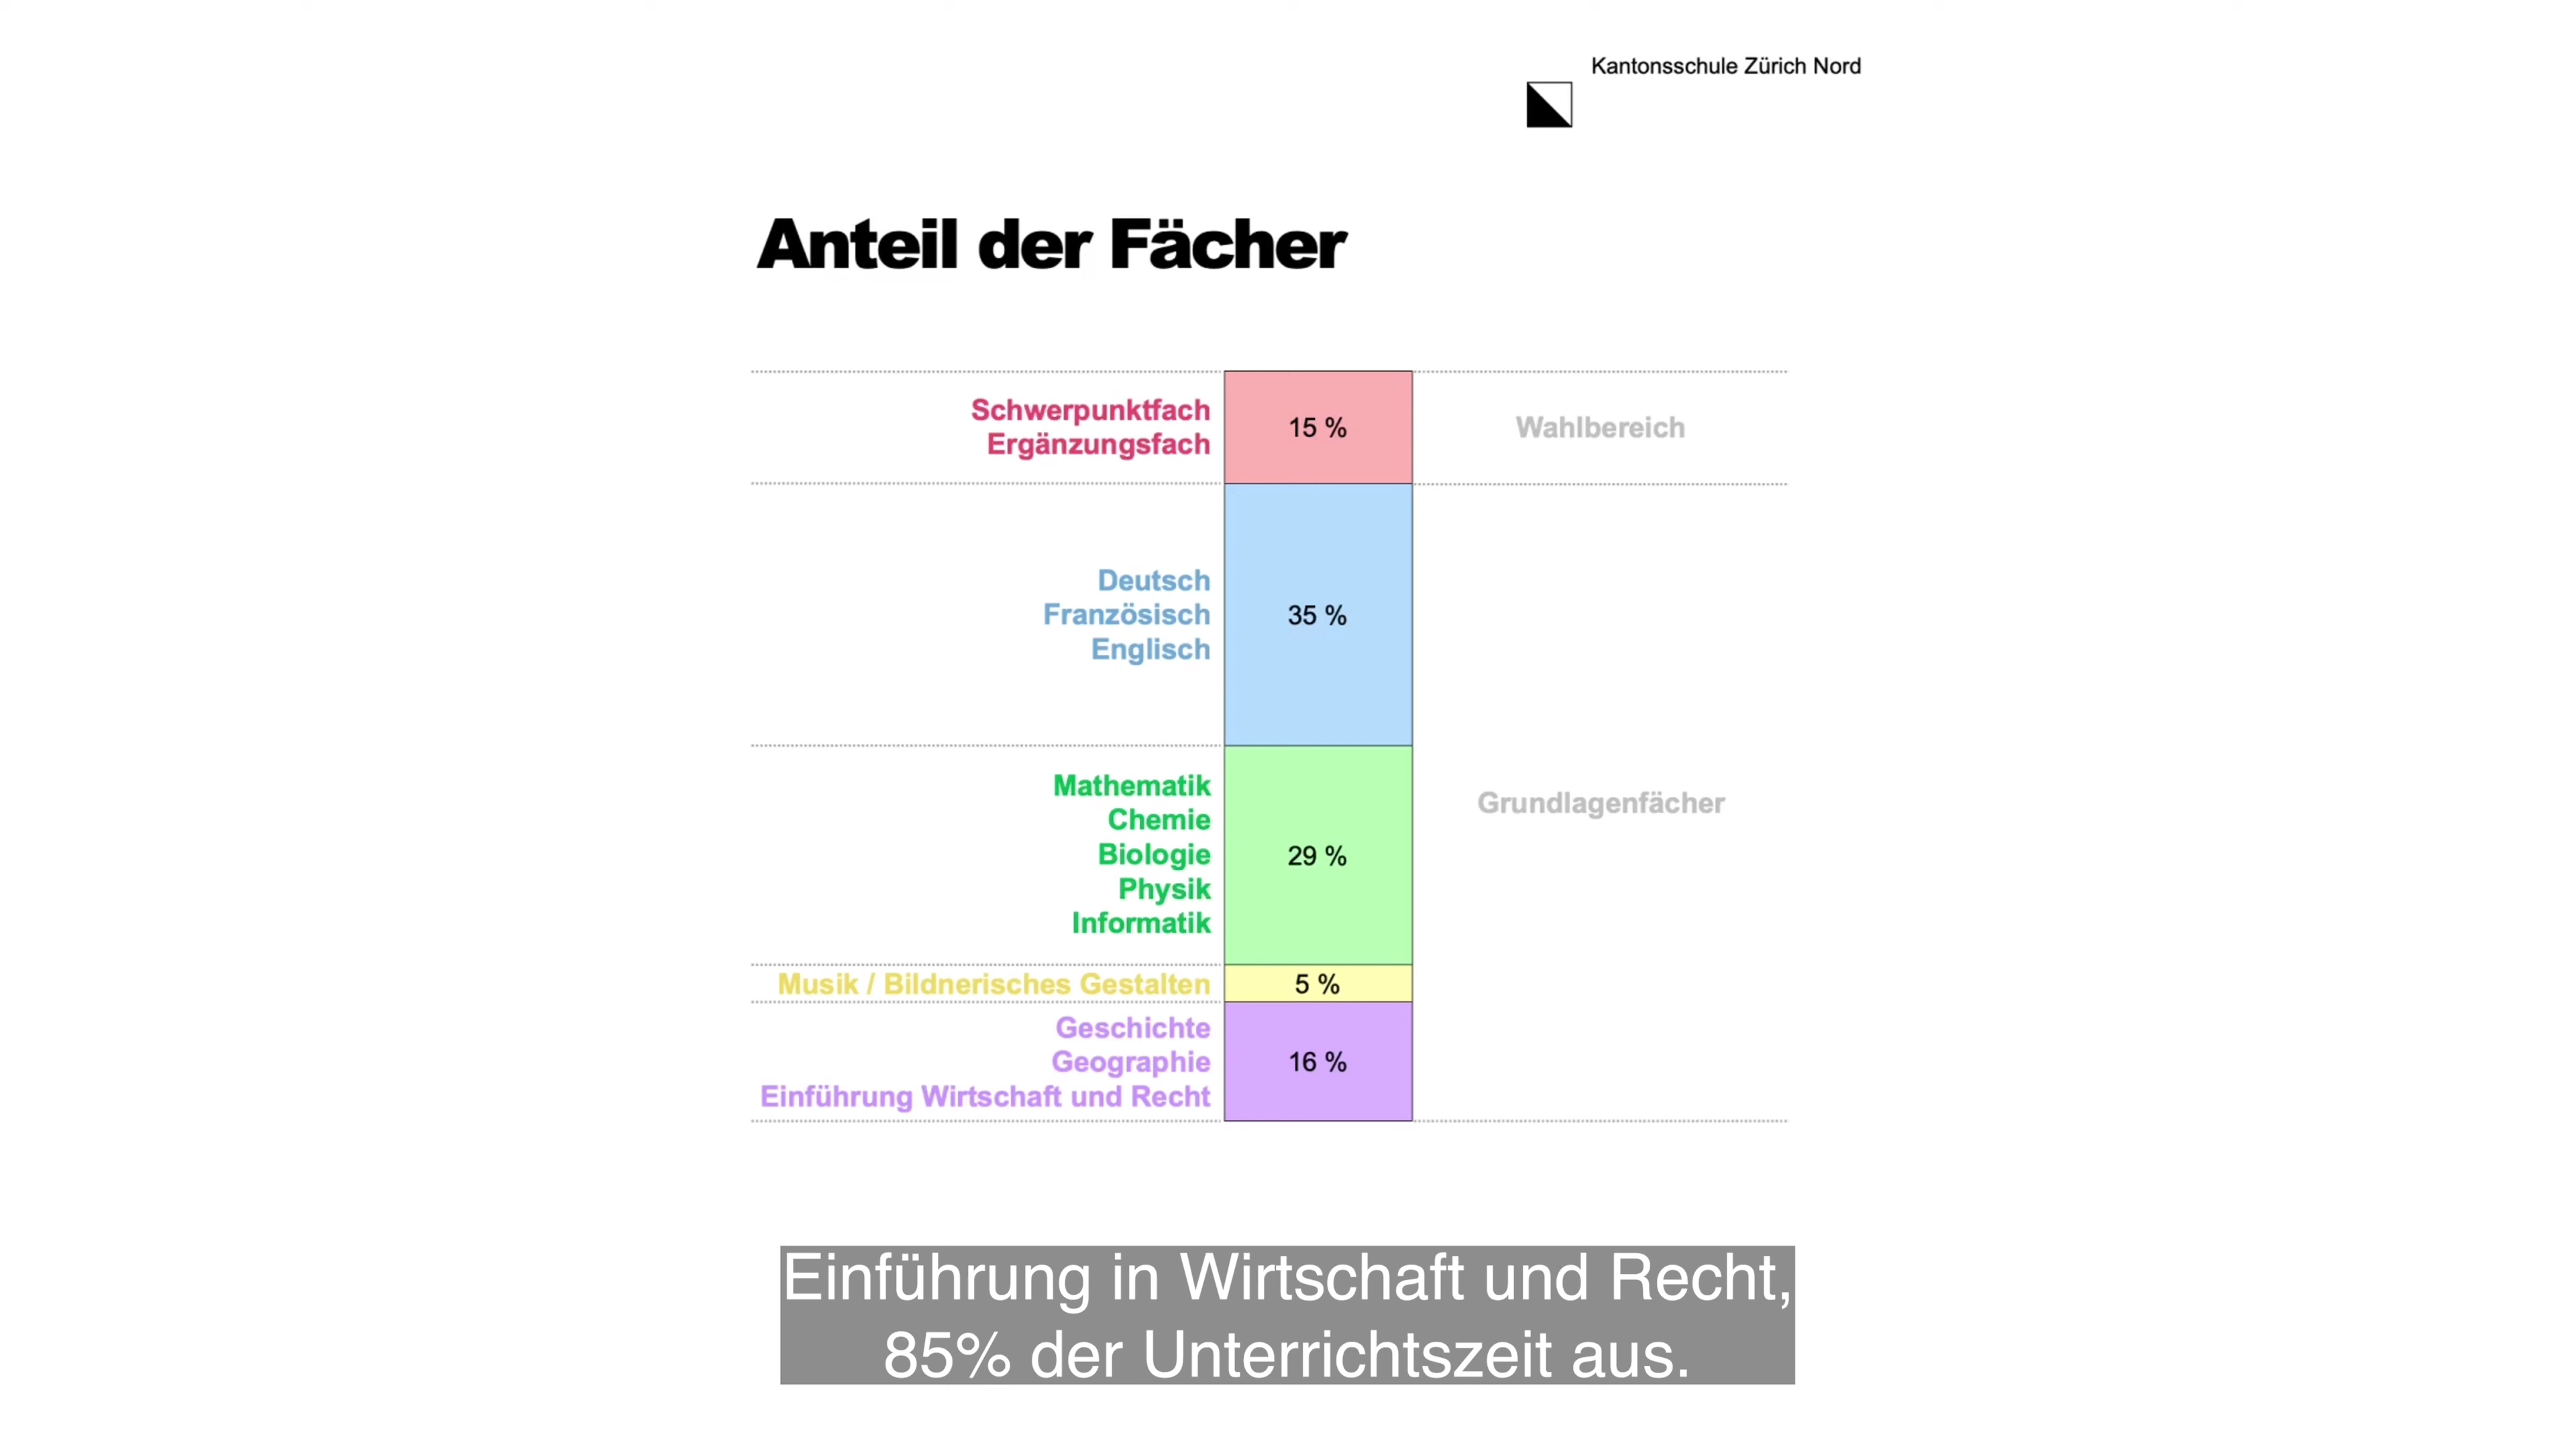 Kantonsschule Zürich Nord
Anteil der Fächer
Schwerpunktfach
Ergänzungsfach
15 %
Wahlbereich
Deutsch
Französisch
Englisch
35 %
Mathematik
Chemie
Biologie
Physik
Informatik
29 %
Grundlagenfächer
Musik / Bildnerisches Gestalten
5 %
Geschichte
Geographie
Einführung Wirtschaft und Recht
16 %
Einführung in Wirtschaft und Recht,
85% der Unterrichtszeit aus.